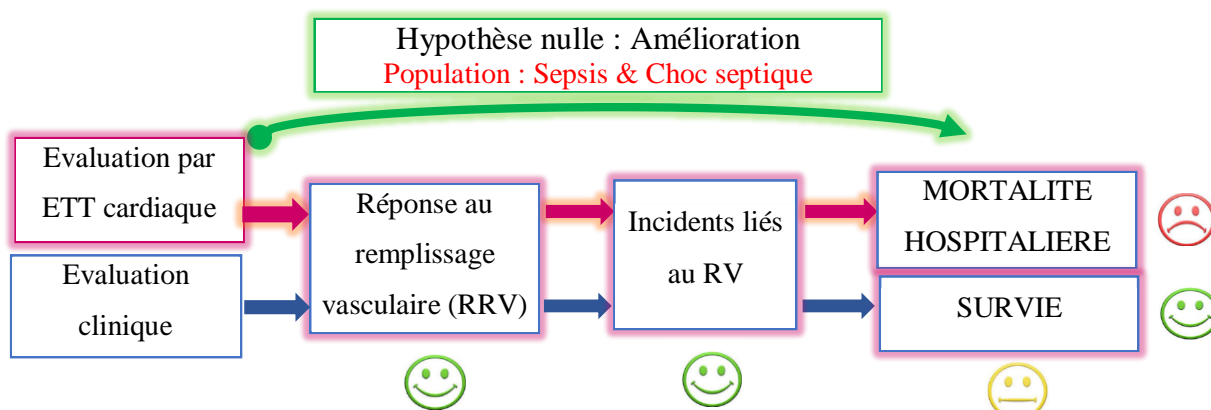 Hypothèse nulle : Amélioration
Population : Sepsis & Choc septique
Evaluation par
ETT cardiaque
Evaluation
clinique
Réponse au
remplissage
vasculaire (RRV)
Incidents liés
au RV
MORTALITE
HOSPITALIERE
SURVIE